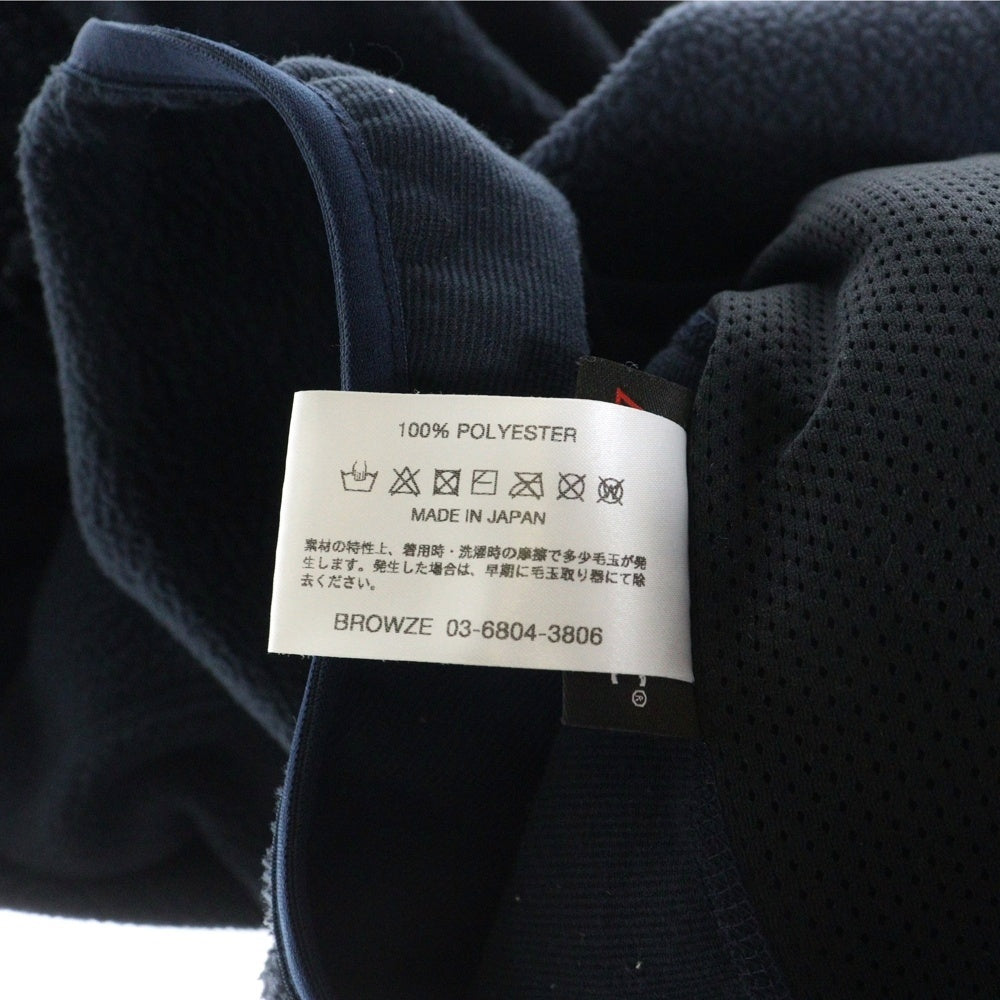 100% POLYESTER
MADE IN JAPAN
素材の特性上、着用時・洗濯時の摩擦で多少毛玉が発
生します。発生した場合は、早期に毛玉取り器にて除
去ください。
BROWZE 03-6804-3806
®